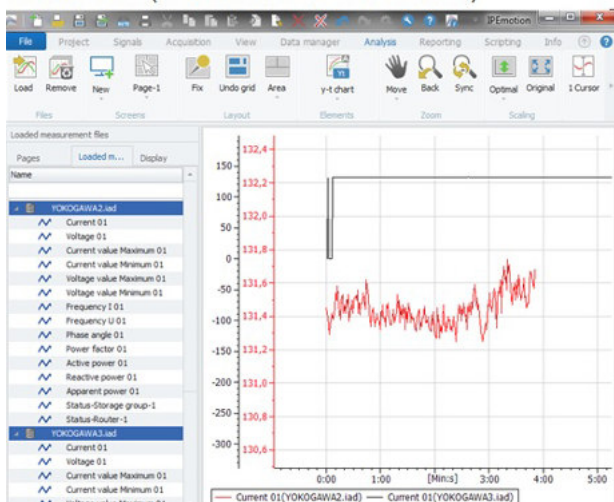 IPEmotion
File Project Signals Acquisition View Data manager Analysis Reporting Scripting Info
Load Remove New Page-1 Fix Undo grid Area y-t chart Move Back Sync Optimal Original 1 Cursor
Files Screens Layout Elements Zoom Scaling
Loaded measurement files
Pages Loaded m... Display
Name
YOKOGAWA2.iad
Current 01
Voltage 01
Current value Maximum 01
Current value Minimum 01
Voltage value Maximum 01
Voltage value Minimum 01
Frequency I 01
Frequency U 01
Phase angle 01
Power factor 01
Active power 01
Reactive power 01
Apparent power 01
Status-Storage group-1
Status-Router-1
YOKOGAWA3.iad
Current 01
Voltage 01
Current value Maximum 01
Current value Minimum 01
150
100
50
0
-50
-100
-150
-200
-250
-300
132,4
132,2
132,0
131,8
131,6
131,4
131,2
131,0
130,8
130,6
0:00 1:00 [Min:s] 3:00 4:00 5:00
Current 01(YOKOGAWA2.iad) Current 01(YOKOGAWA3.iad)